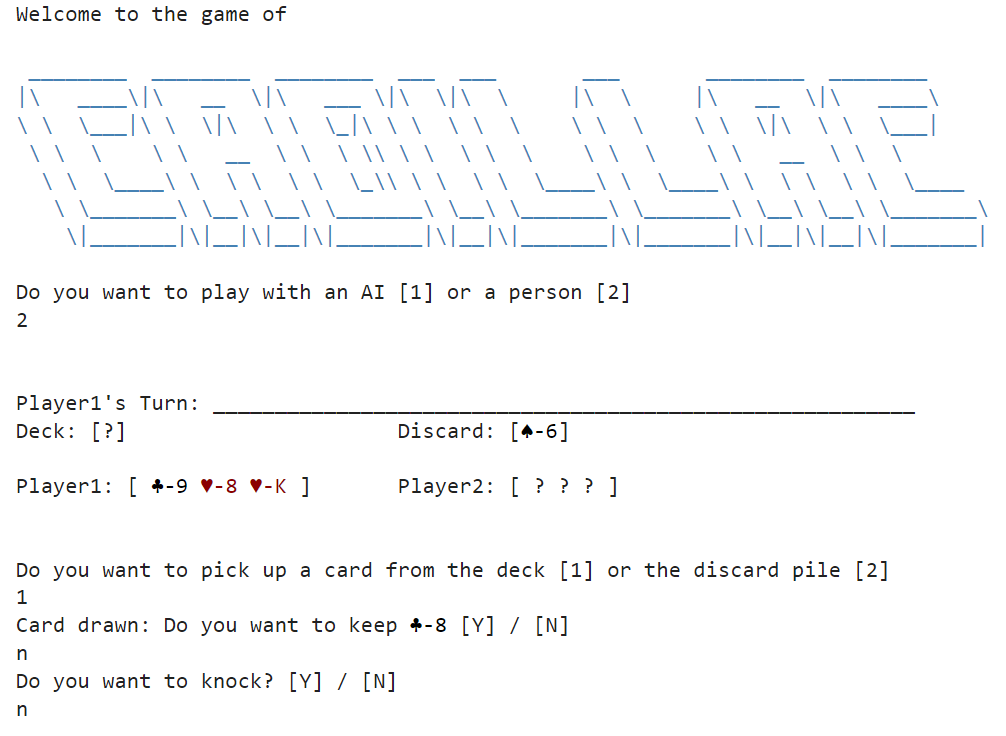 Welcome to the game of
CADILLAC
Do you want to play with an AI [1] or a person [2]
2
Player1's Turn: _________________________________________________________
Deck: [?] Discard: [♠-6]
Player1: [ ♣-9 ♥-8 ♥-K ] Player2: [ ? ? ? ]
Do you want to pick up a card from the deck [1] or the discard pile [2]
1
Card drawn: Do you want to keep ♣-8 [Y] / [N]
n
Do you want to knock? [Y] / [N]
n